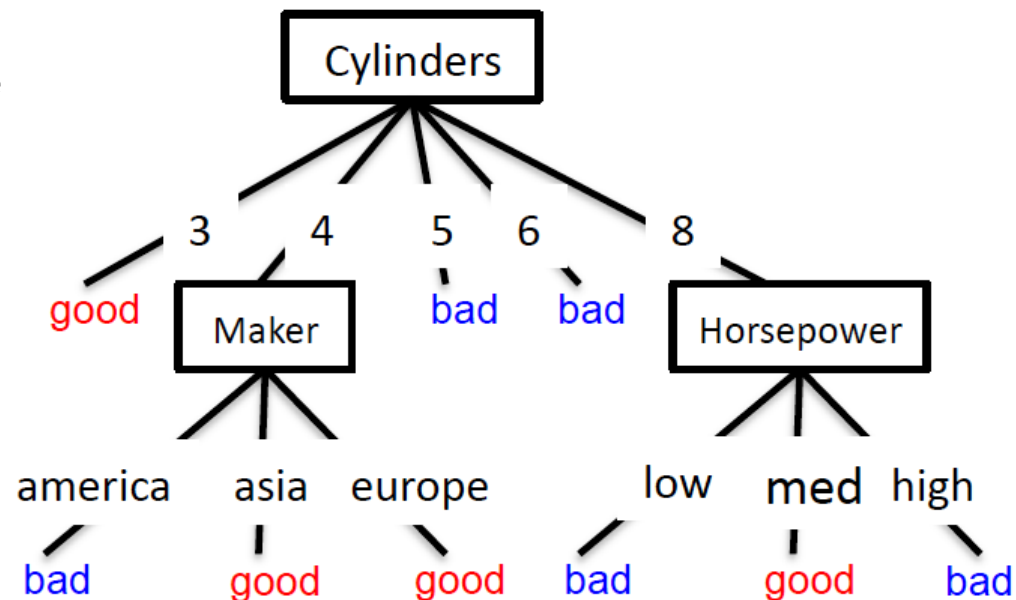 Cylinders
3 4 5 6 8
good Maker bad bad Horsepower
america asia europe low med high
bad good good bad good bad